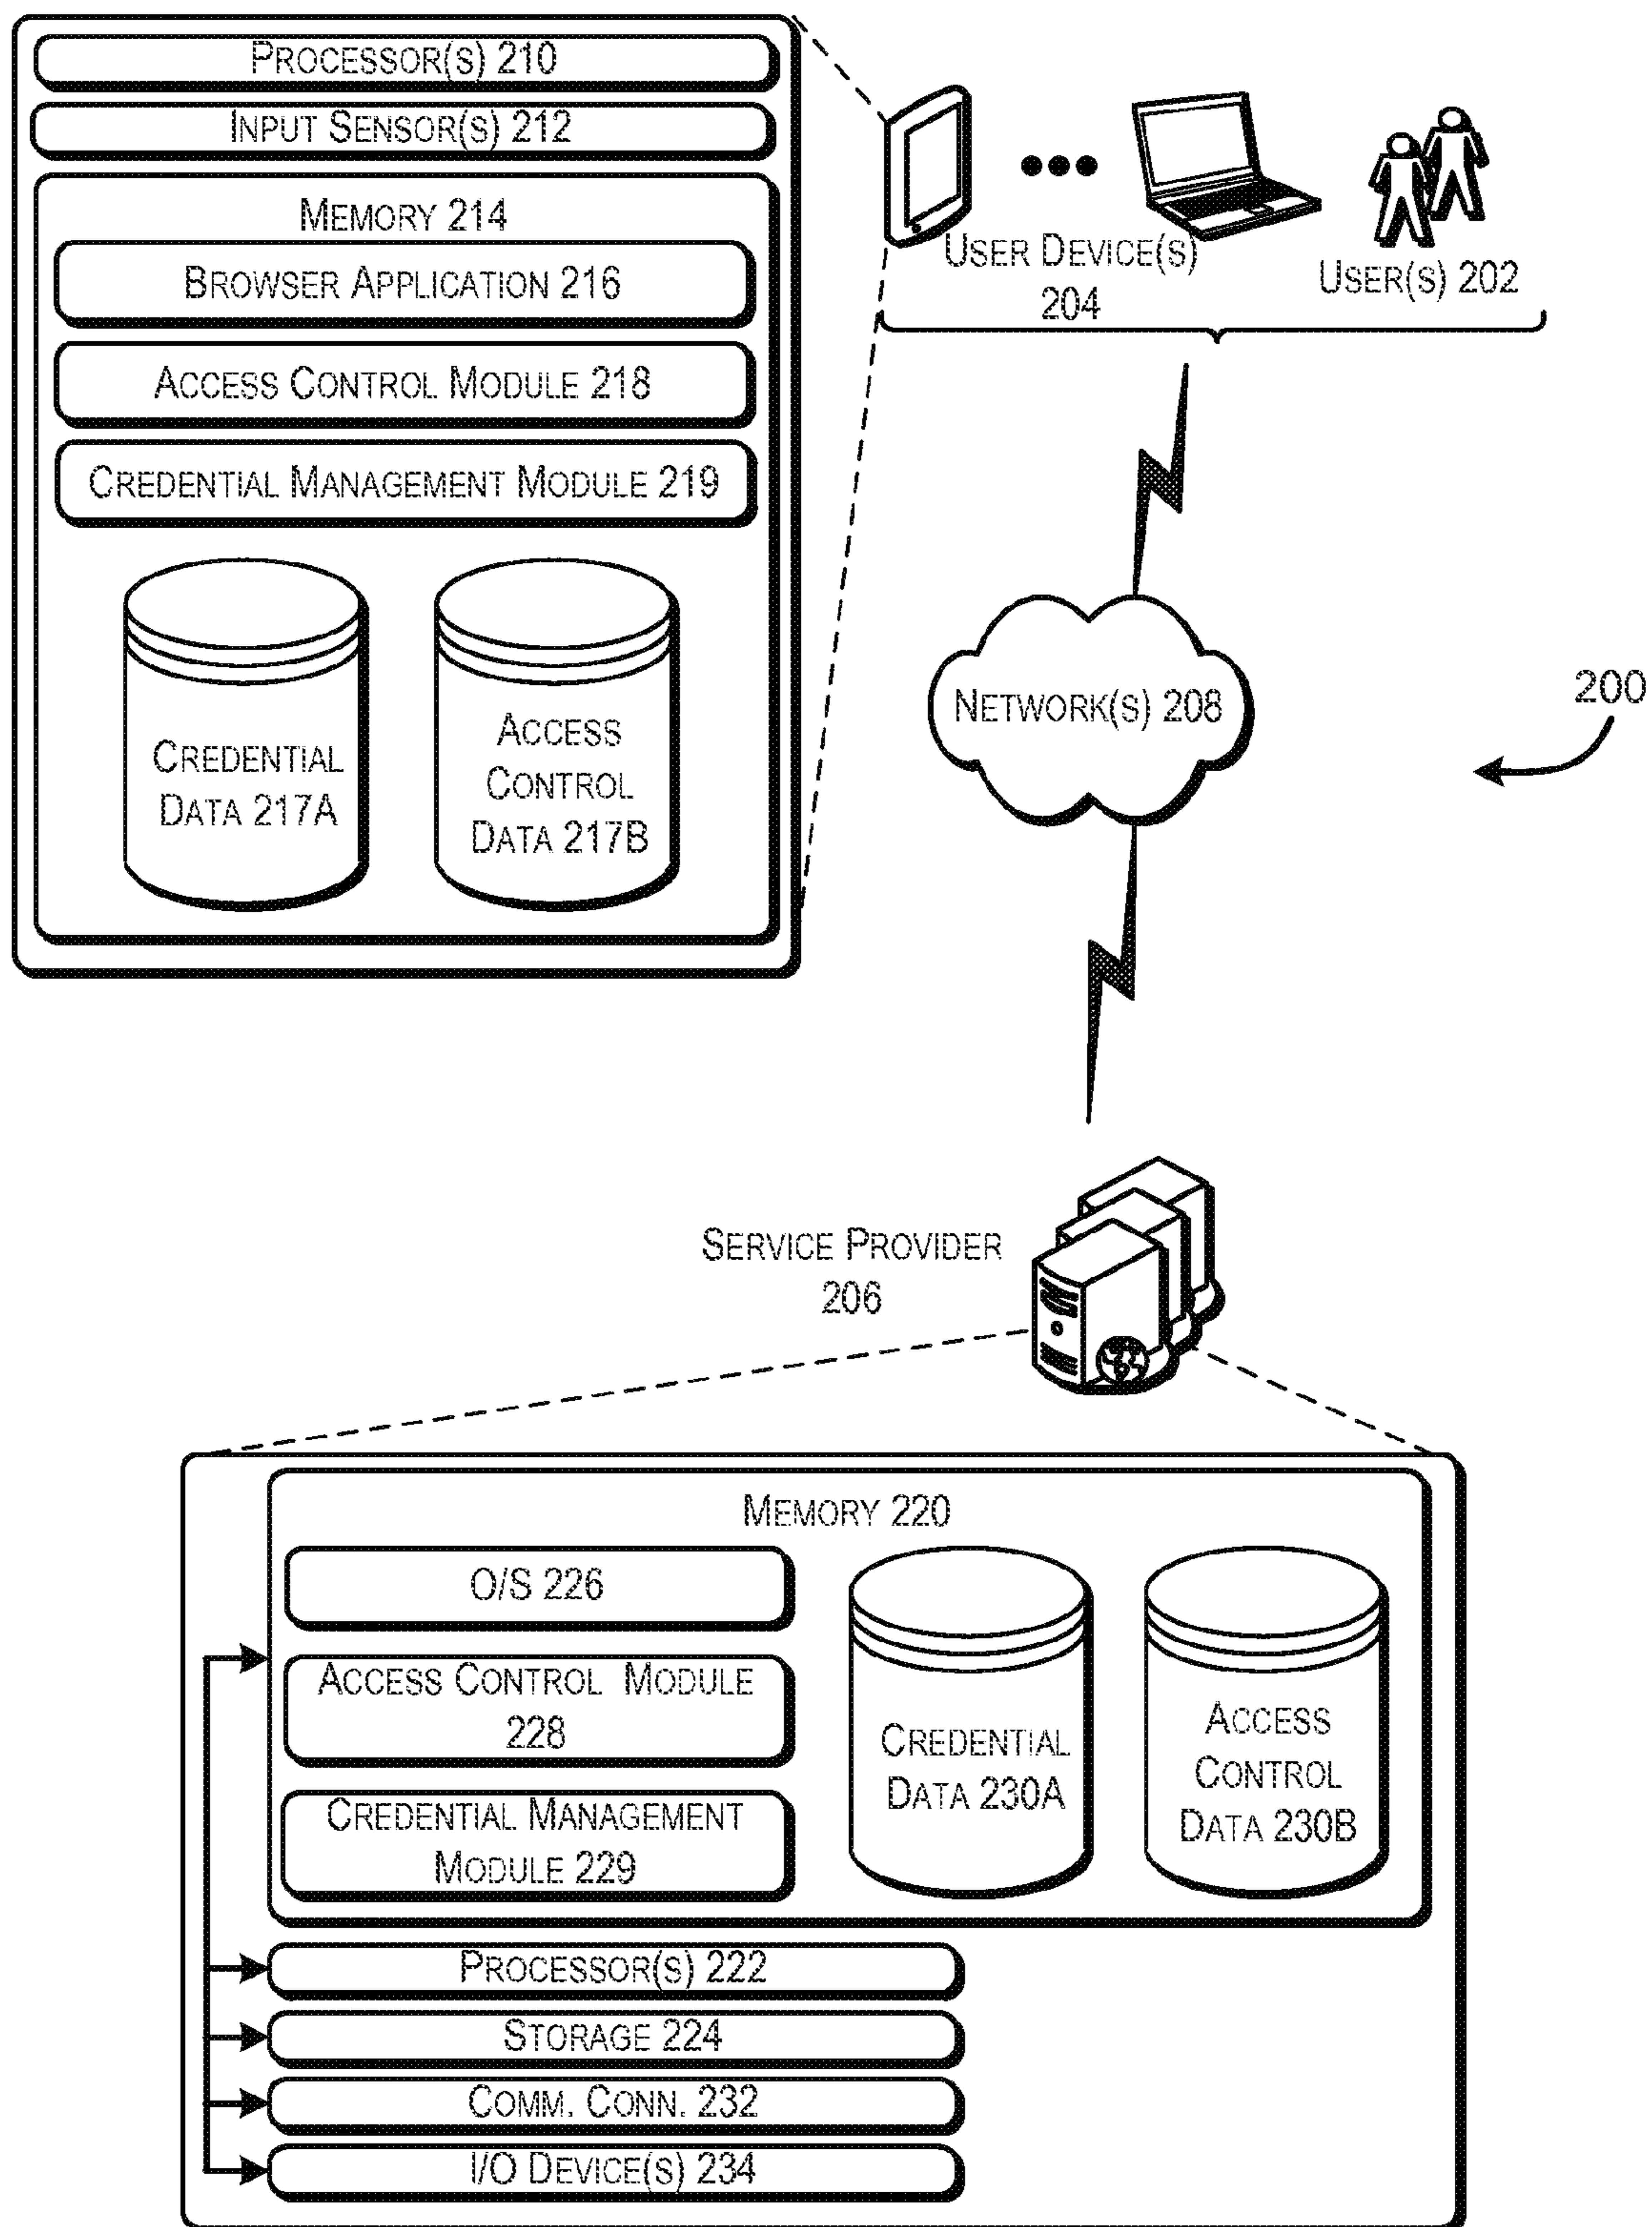 PROCESSOR(S) 210
INPUT SENSOR(S) 212
MEMORY 214
BROWSER APPLICATION 216
ACCESS CONTROL MODULE 218
CREDENTIAL MANAGEMENT MODULE 219
CREDENTIAL
DATA 217A
ACCESS
CONTROL
DATA 217B
USER DEVICE(S)
204
USER(S) 202
NETWORK(S) 208
200
SERVICE PROVIDER
206
MEMORY 220
O/S 226
ACCESS CONTROL MODULE
228
CREDENTIAL MANAGEMENT
MODULE 229
CREDENTIAL
DATA 230A
ACCESS
CONTROL
DATA 230B
PROCESSOR(S) 222
STORAGE 224
COMM. CONN. 232
I/O DEVICE(S) 234